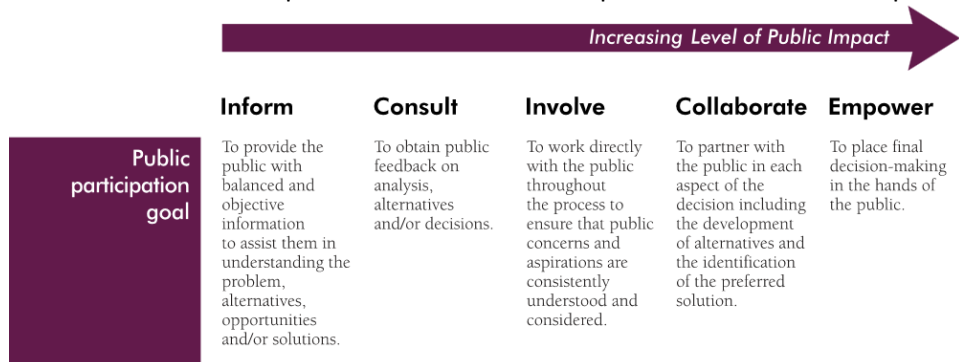 Increasing Level of Public Impact
Inform
Consult
Involve
Collaborate
Empower
Public
participation
goal
To provide the
public with
balanced and
objective
information
to assist them in
understanding the
problem,
alternatives,
opportunities
and/or solutions.
To obtain public
feedback on
analysis,
alternatives
and/or decisions.
To work directly
with the public
throughout
the process to
ensure that public
concerns and
aspirations are
consistently
understood and
considered.
To partner with
the public in each
aspect of the
decision including
the development
of alternatives and
the identification
of the preferred
solution.
To place final
decision-making
in the hands of
the public.